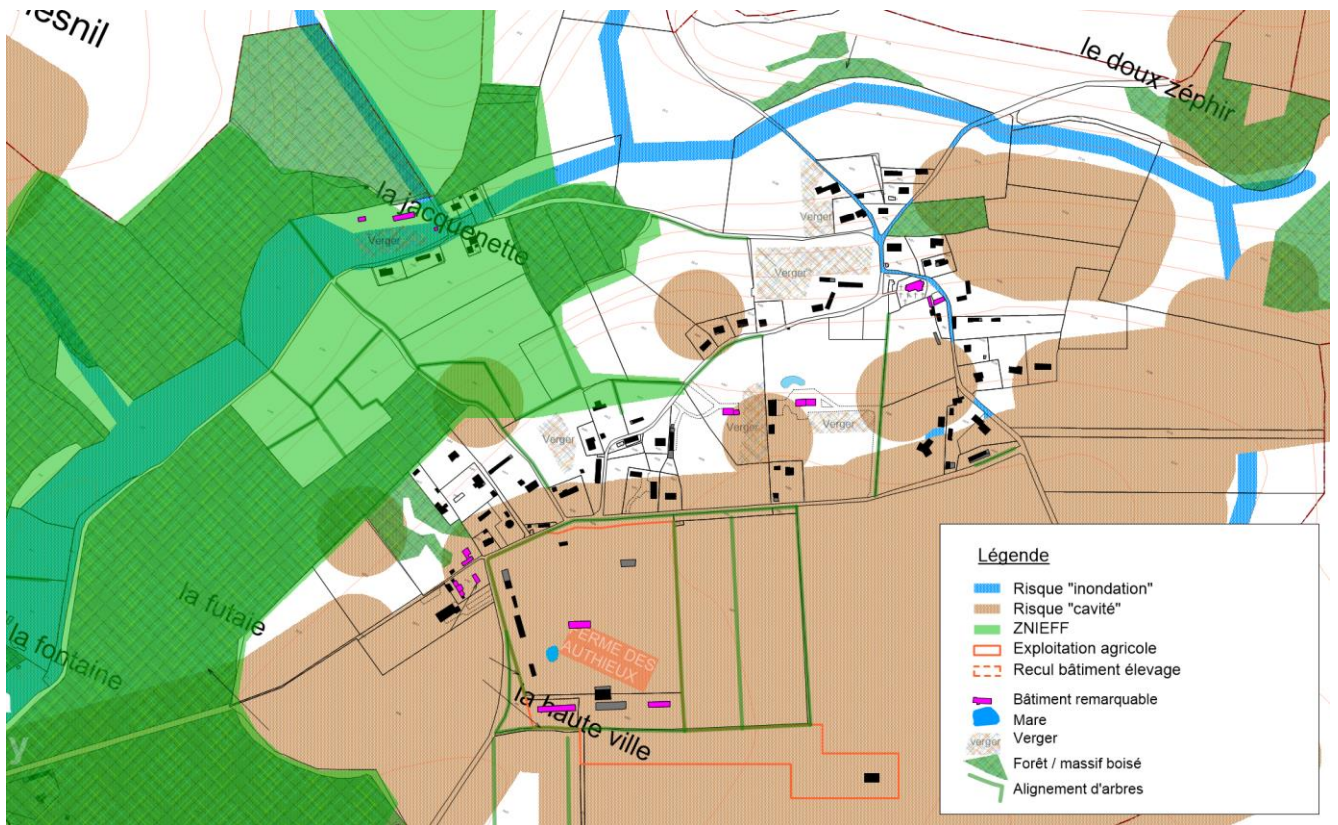 esnil
le doux zéphir
la jacquenette
Verger
Verger
Verger
Verger
Verger
Verger
la futaie
la fontaine
y
FERME DES
AUTHIEUX
la haute ville
Légende
Risque "inondation"
Risque "cavité"
ZNIEFF
Exploitation agricole
Recul bâtiment élevage
Bâtiment remarquable
Mare
verger
Verger
Forêt / massif boisé
Alignement d'arbres